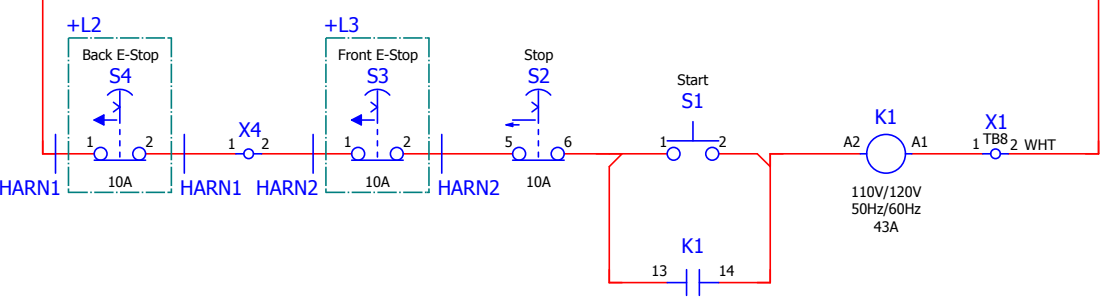 +L2
+L3
Back E-Stop
S4
Front E-Stop
S3
Stop
S2
Start
S1
K1
X1
1 2
X4
1 2
1 2
5 6
1 2
A2 A1
1 TB8 2 WHT
HARN1
10A
HARN1
HARN2
10A
HARN2
10A
110V/120V
50Hz/60Hz
43A
K1
13 14